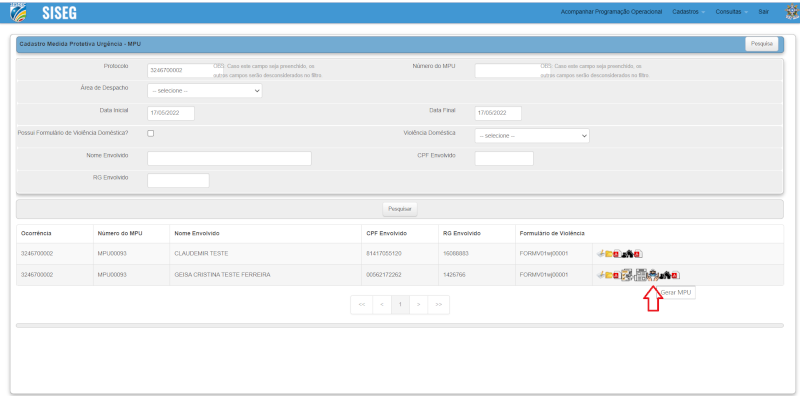 SISEG
Acompanhar Programação Operacional Cadastros Consultas Sair
Cadastro Medida Protetiva Urgência - MPU Pesquisa
Protocolo 3246700002 OBS: Caso este campo seja preenchido, os outros campos serão desconsiderados no filtro. Número do MPU OBS: Caso este campo seja preenchido, os outros campos serão desconsiderados no filtro.
Área de Despacho -- selecione --
Data Inicial 17/05/2022 Data Final 17/05/2022
Possui Formulário de Violência Doméstica? Violência Doméstica -- selecione --
Nome Envolvido CPF Envolvido
RG Envolvido
Pesquisar
Ocorrência Número do MPU Nome Envolvido CPF Envolvido RG Envolvido Formulário de Violência
3246700002 MPU00093 CLAUDEMIR TESTE 81417055120 16088883 FORMV01wj00001
3246700002 MPU00093 GEISA CRISTINA TESTE FERREIRA 00562172262 1426766 FORMV01wj00001
Gerar MPU
<< < 1 > >>